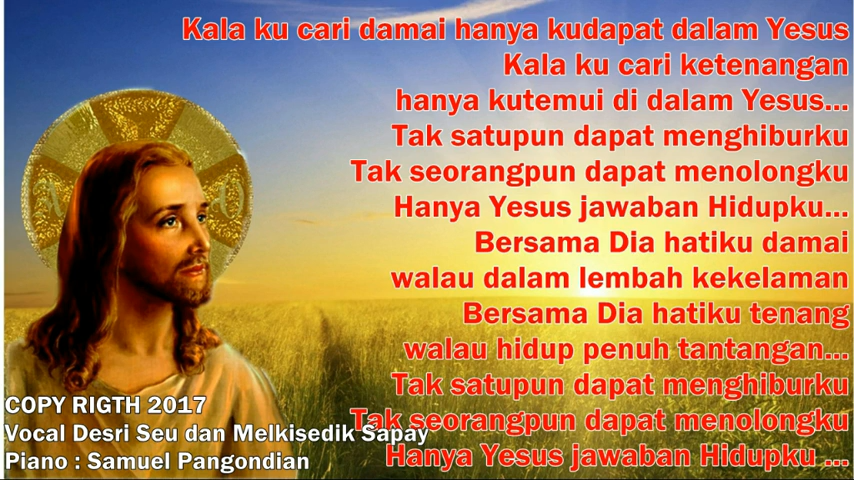 Kala ku cari damai hanya kudapat dalam Yesus
Kala ku cari ketenangan
hanya kutemui di dalam Yesus...
Tak satupun dapat menghiburku
Tak seorangpun dapat menolongku
Hanya Yesus jawaban Hidupku...
Bersama Dia hatiku damai
walau dalam lembah kekelaman
Bersama Dia hatiku tenang
walau hidup penuh tantangan...
Tak satupun dapat menghiburku
Tak seorangpun dapat menolongku
Hanya Yesus jawaban Hidupku ...
COPY RIGTH 2017
Vocal Desri Seu dan Melkisedik Sapay
Piano : Samuel Pangondian